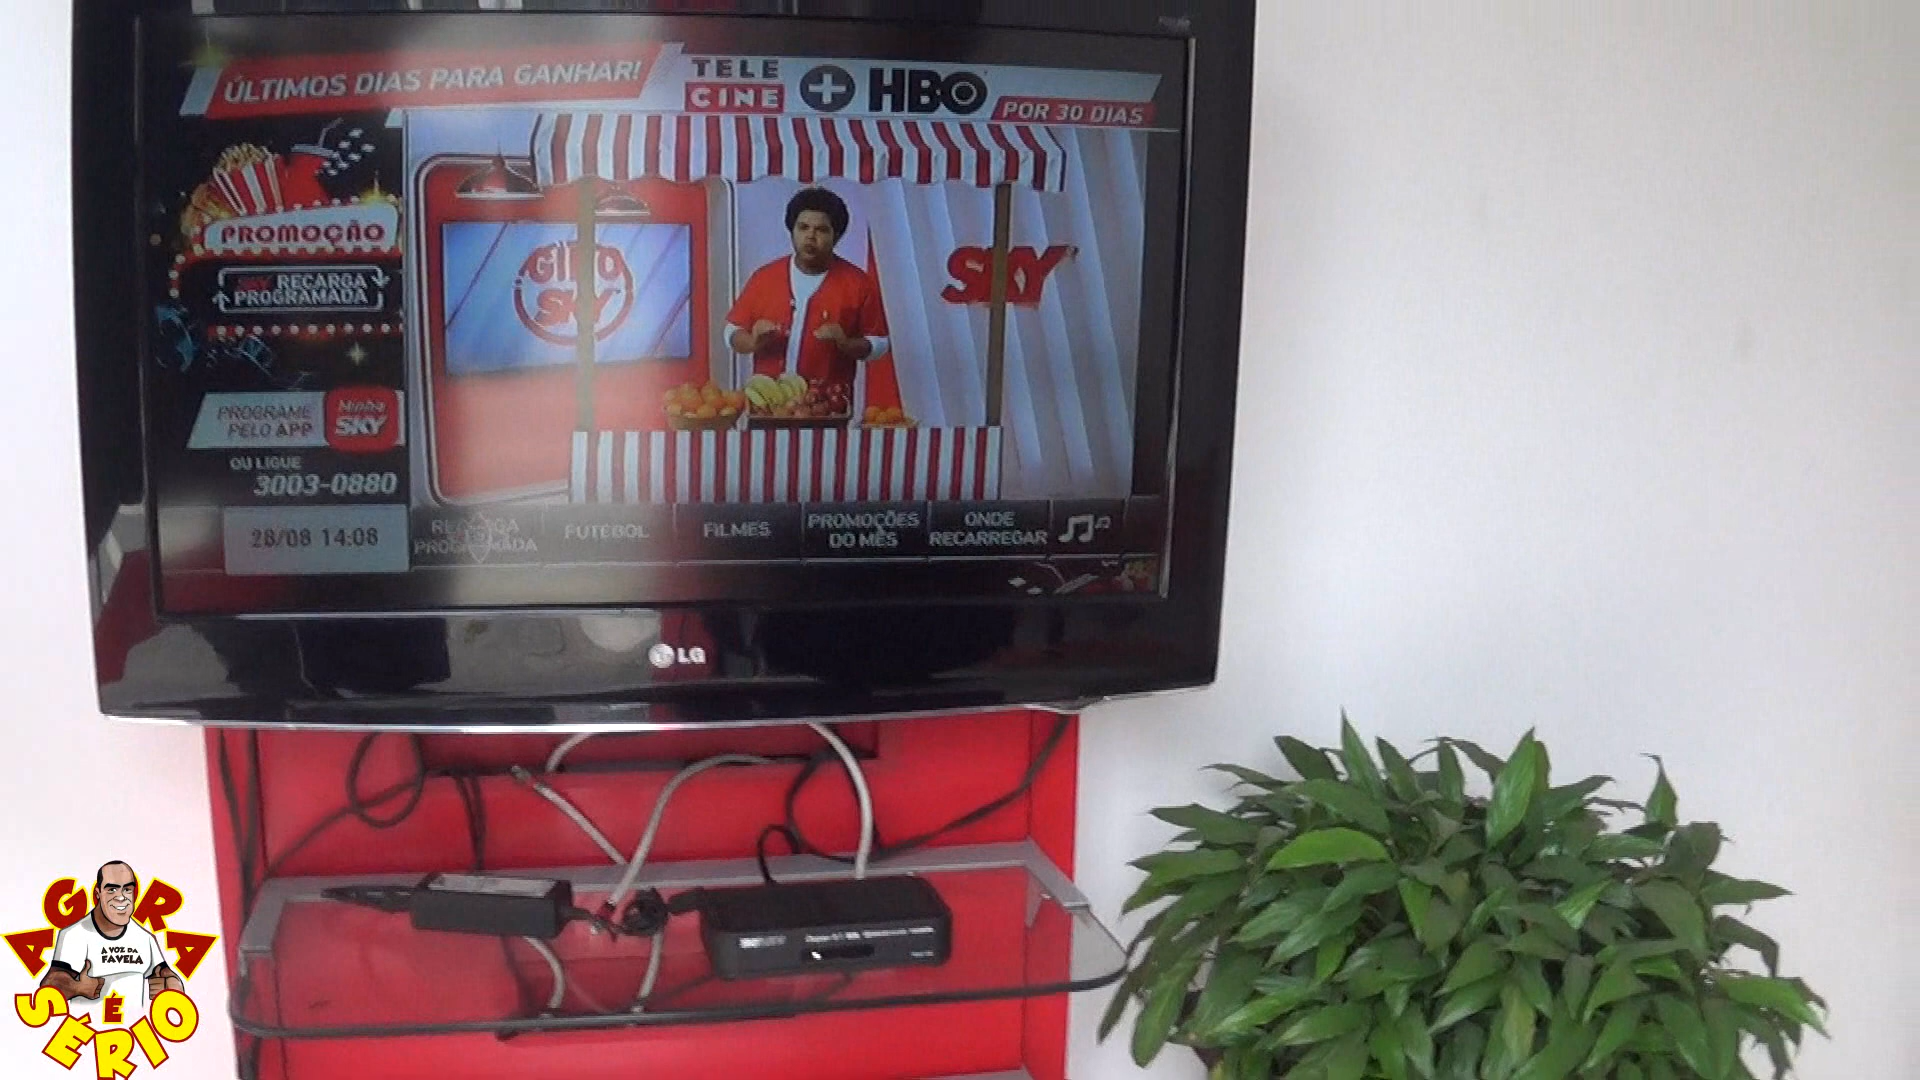 ÚLTIMOS DIAS PARA GANHAR!
TELE
CINE
HBO
POR 30 DIAS
PROMOÇÃO
SKY RECARGA
PROGRAMADA
GIRO
SKY
SKY
PROGRAME
PELO APP
Minha
SKY
OU LIGUE
3003-0880
28/08 14:08
RECARGA
PROGRAMADA
FUTEBOL
FILMES
PROMOÇÕES
DO MÊS
ONDE
RECARREGAR
LG
AGORA
A VOZ DA
FAVELA
É
SÉRIO